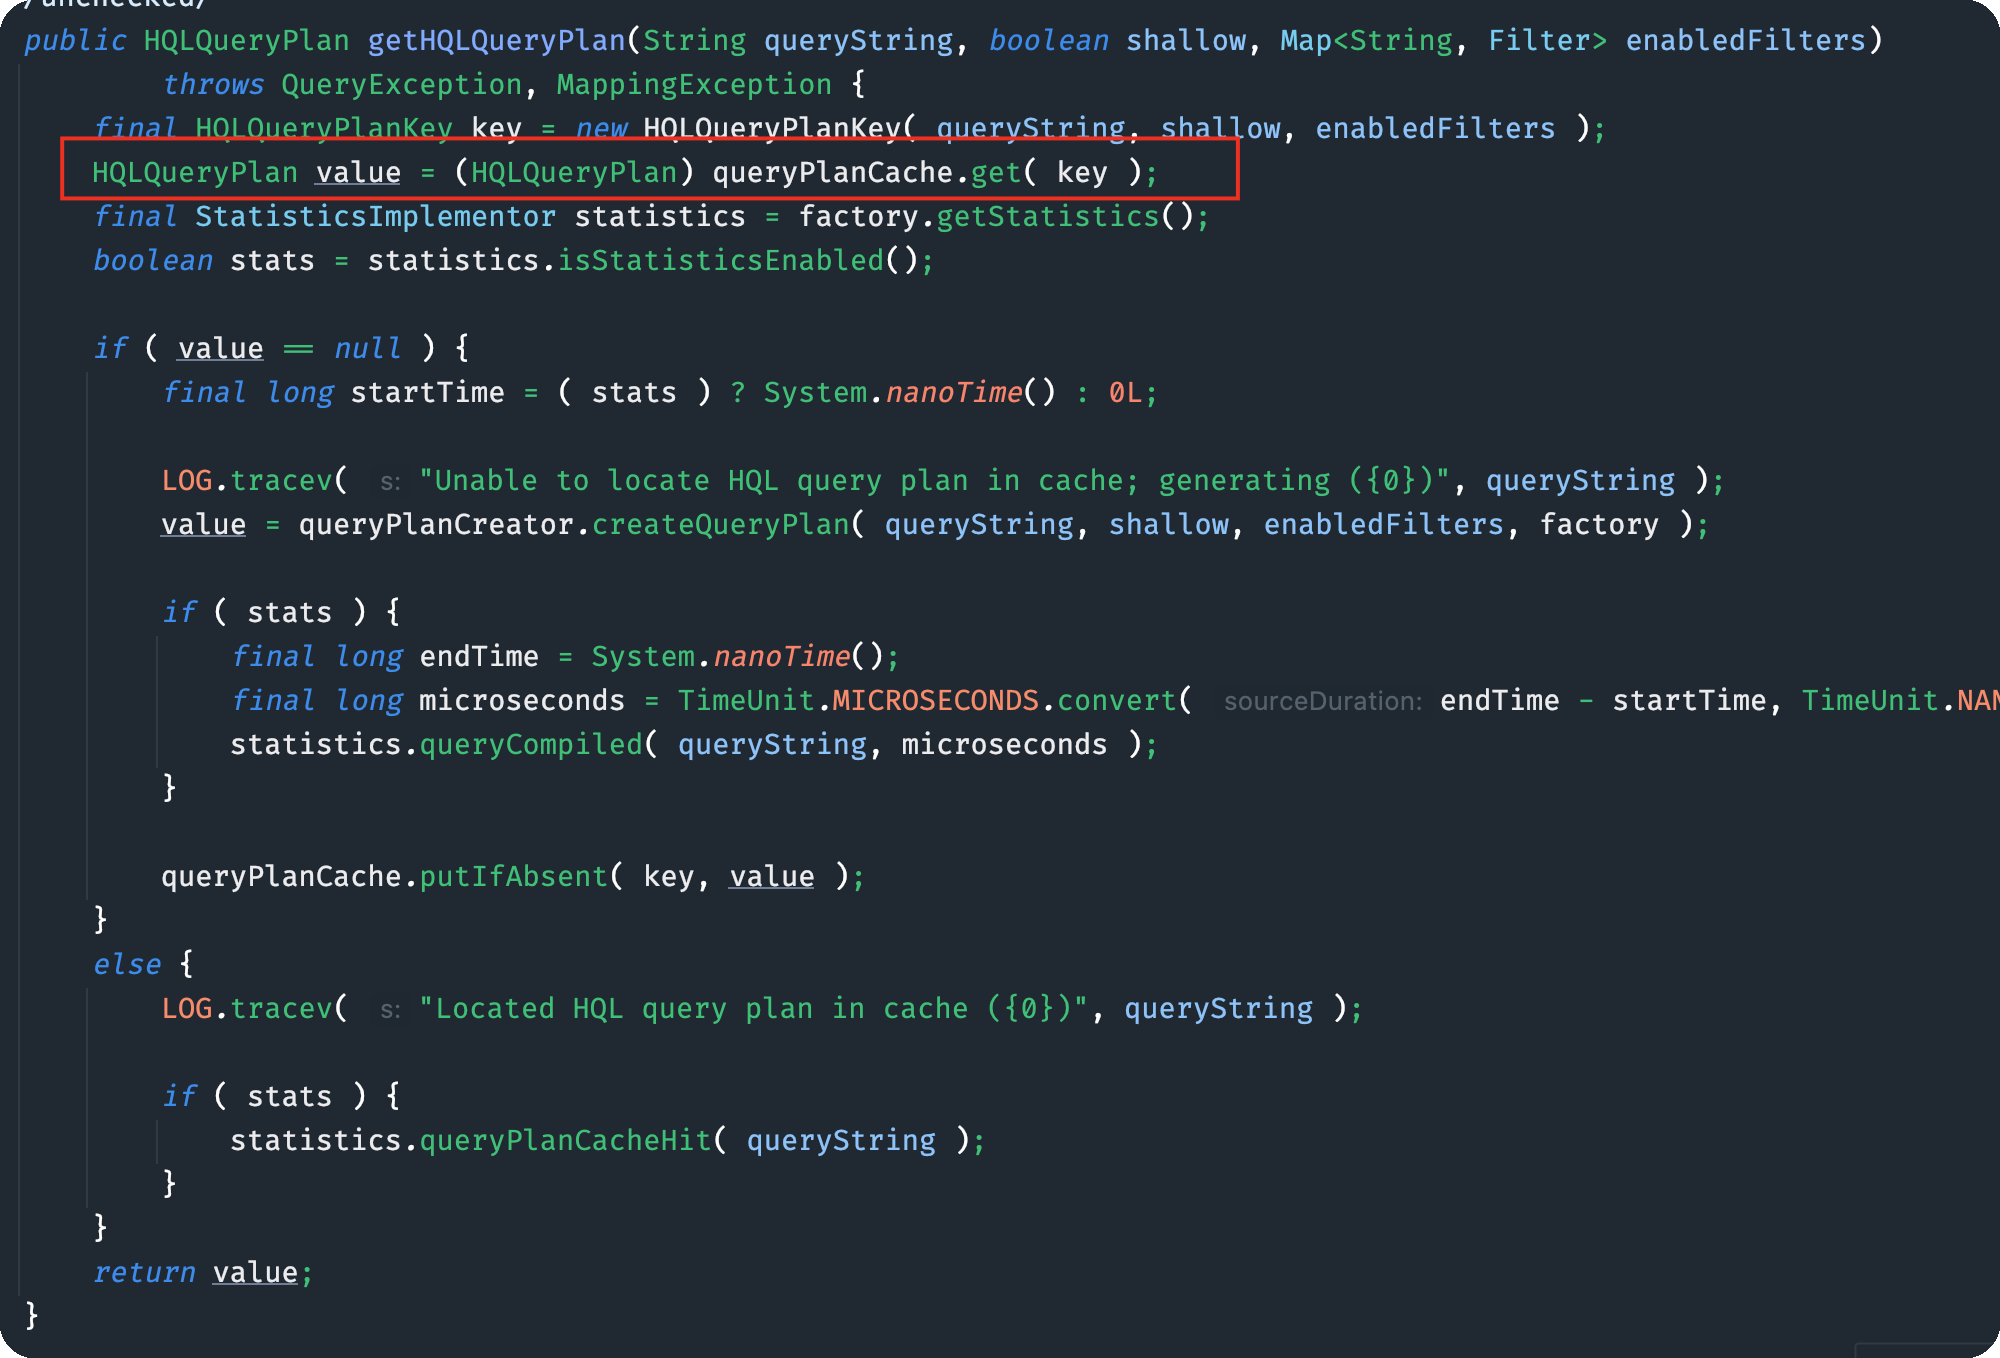 public HQLQueryPlan getHQLQueryPlan(String queryString, boolean shallow, Map<String, Filter> enabledFilters)
throws QueryException, MappingException {
final HQLQueryPlanKey key = new HQLQueryPlanKey( queryString, shallow, enabledFilters );
HQLQueryPlan value = (HQLQueryPlan) queryPlanCache.get( key );
final StatisticsImplementor statistics = factory.getStatistics();
boolean stats = statistics.isStatisticsEnabled();
if ( value == null ) {
final long startTime = ( stats ) ? System.nanoTime() : 0L;
LOG.tracev( s: "Unable to locate HQL query plan in cache; generating ({0})", queryString );
value = queryPlanCreator.createQueryPlan( queryString, shallow, enabledFilters, factory );
if ( stats ) {
final long endTime = System.nanoTime();
final long microseconds = TimeUnit.MICROSECONDS.convert( sourceDuration: endTime - startTime, TimeUnit.NAN
statistics.queryCompiled( queryString, microseconds );
}
queryPlanCache.putIfAbsent( key, value );
}
else {
LOG.tracev( s: "Located HQL query plan in cache ({0})", queryString );
if ( stats ) {
statistics.queryPlanCacheHit( queryString );
}
}
return value;
}